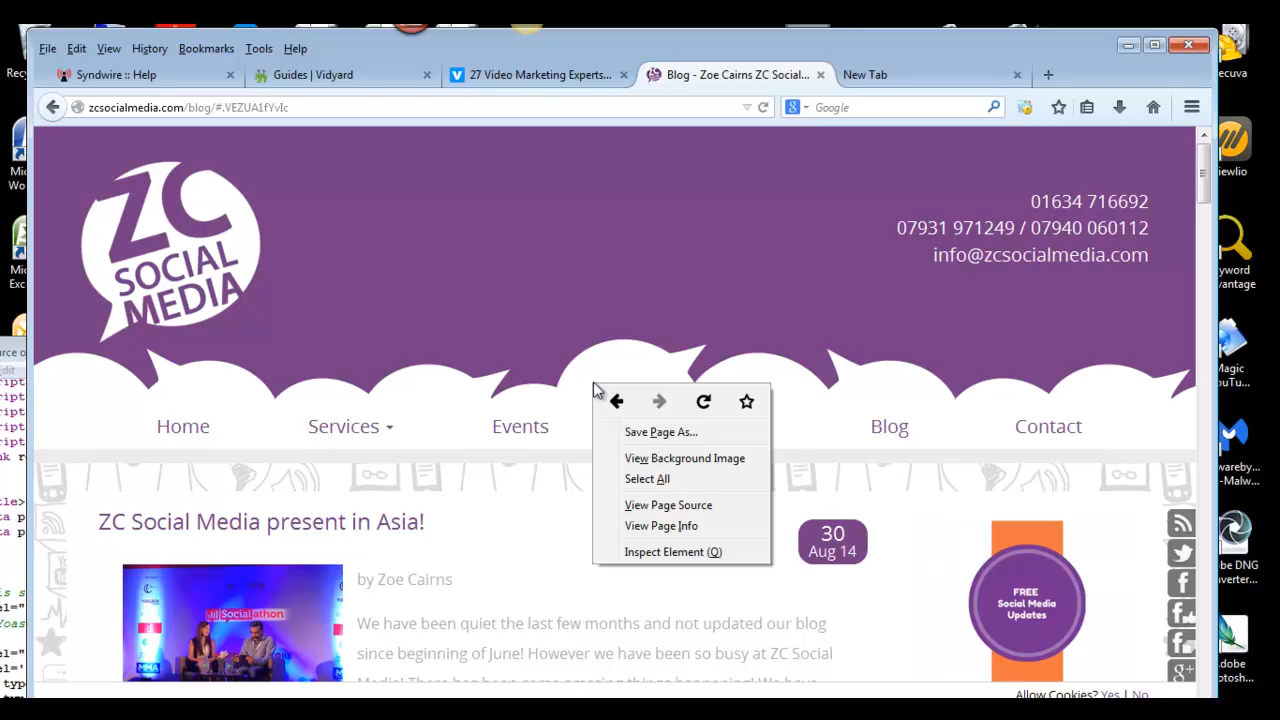 File Edit View History Bookmarks Tools Help
Syndwire :: Help
Guides | Vidyard
27 Video Marketing Experts...
Blog - Zoe Cairns ZC Social...
New Tab
zcsocialmedia.com/blog/#.VEZUA1fYvIc
Google
ZC
SOCIAL
MEDIA
01634 716692
07931 971249 / 07940 060112
info@zcsocialmedia.com
Home Services Events Blog Contact
Save Page As...
View Background Image
Select All
View Page Source
View Page Info
Inspect Element (Q)
ZC Social Media present in Asia!
30
Aug 14
by Zoe Cairns
We have been quiet the last few months and not updated our blog
since beginning of June! However we have been so busy at ZC Social
Socialathon
MMA
FREE
Social Media
Updates
Allow Cookies? Yes | No
Magic